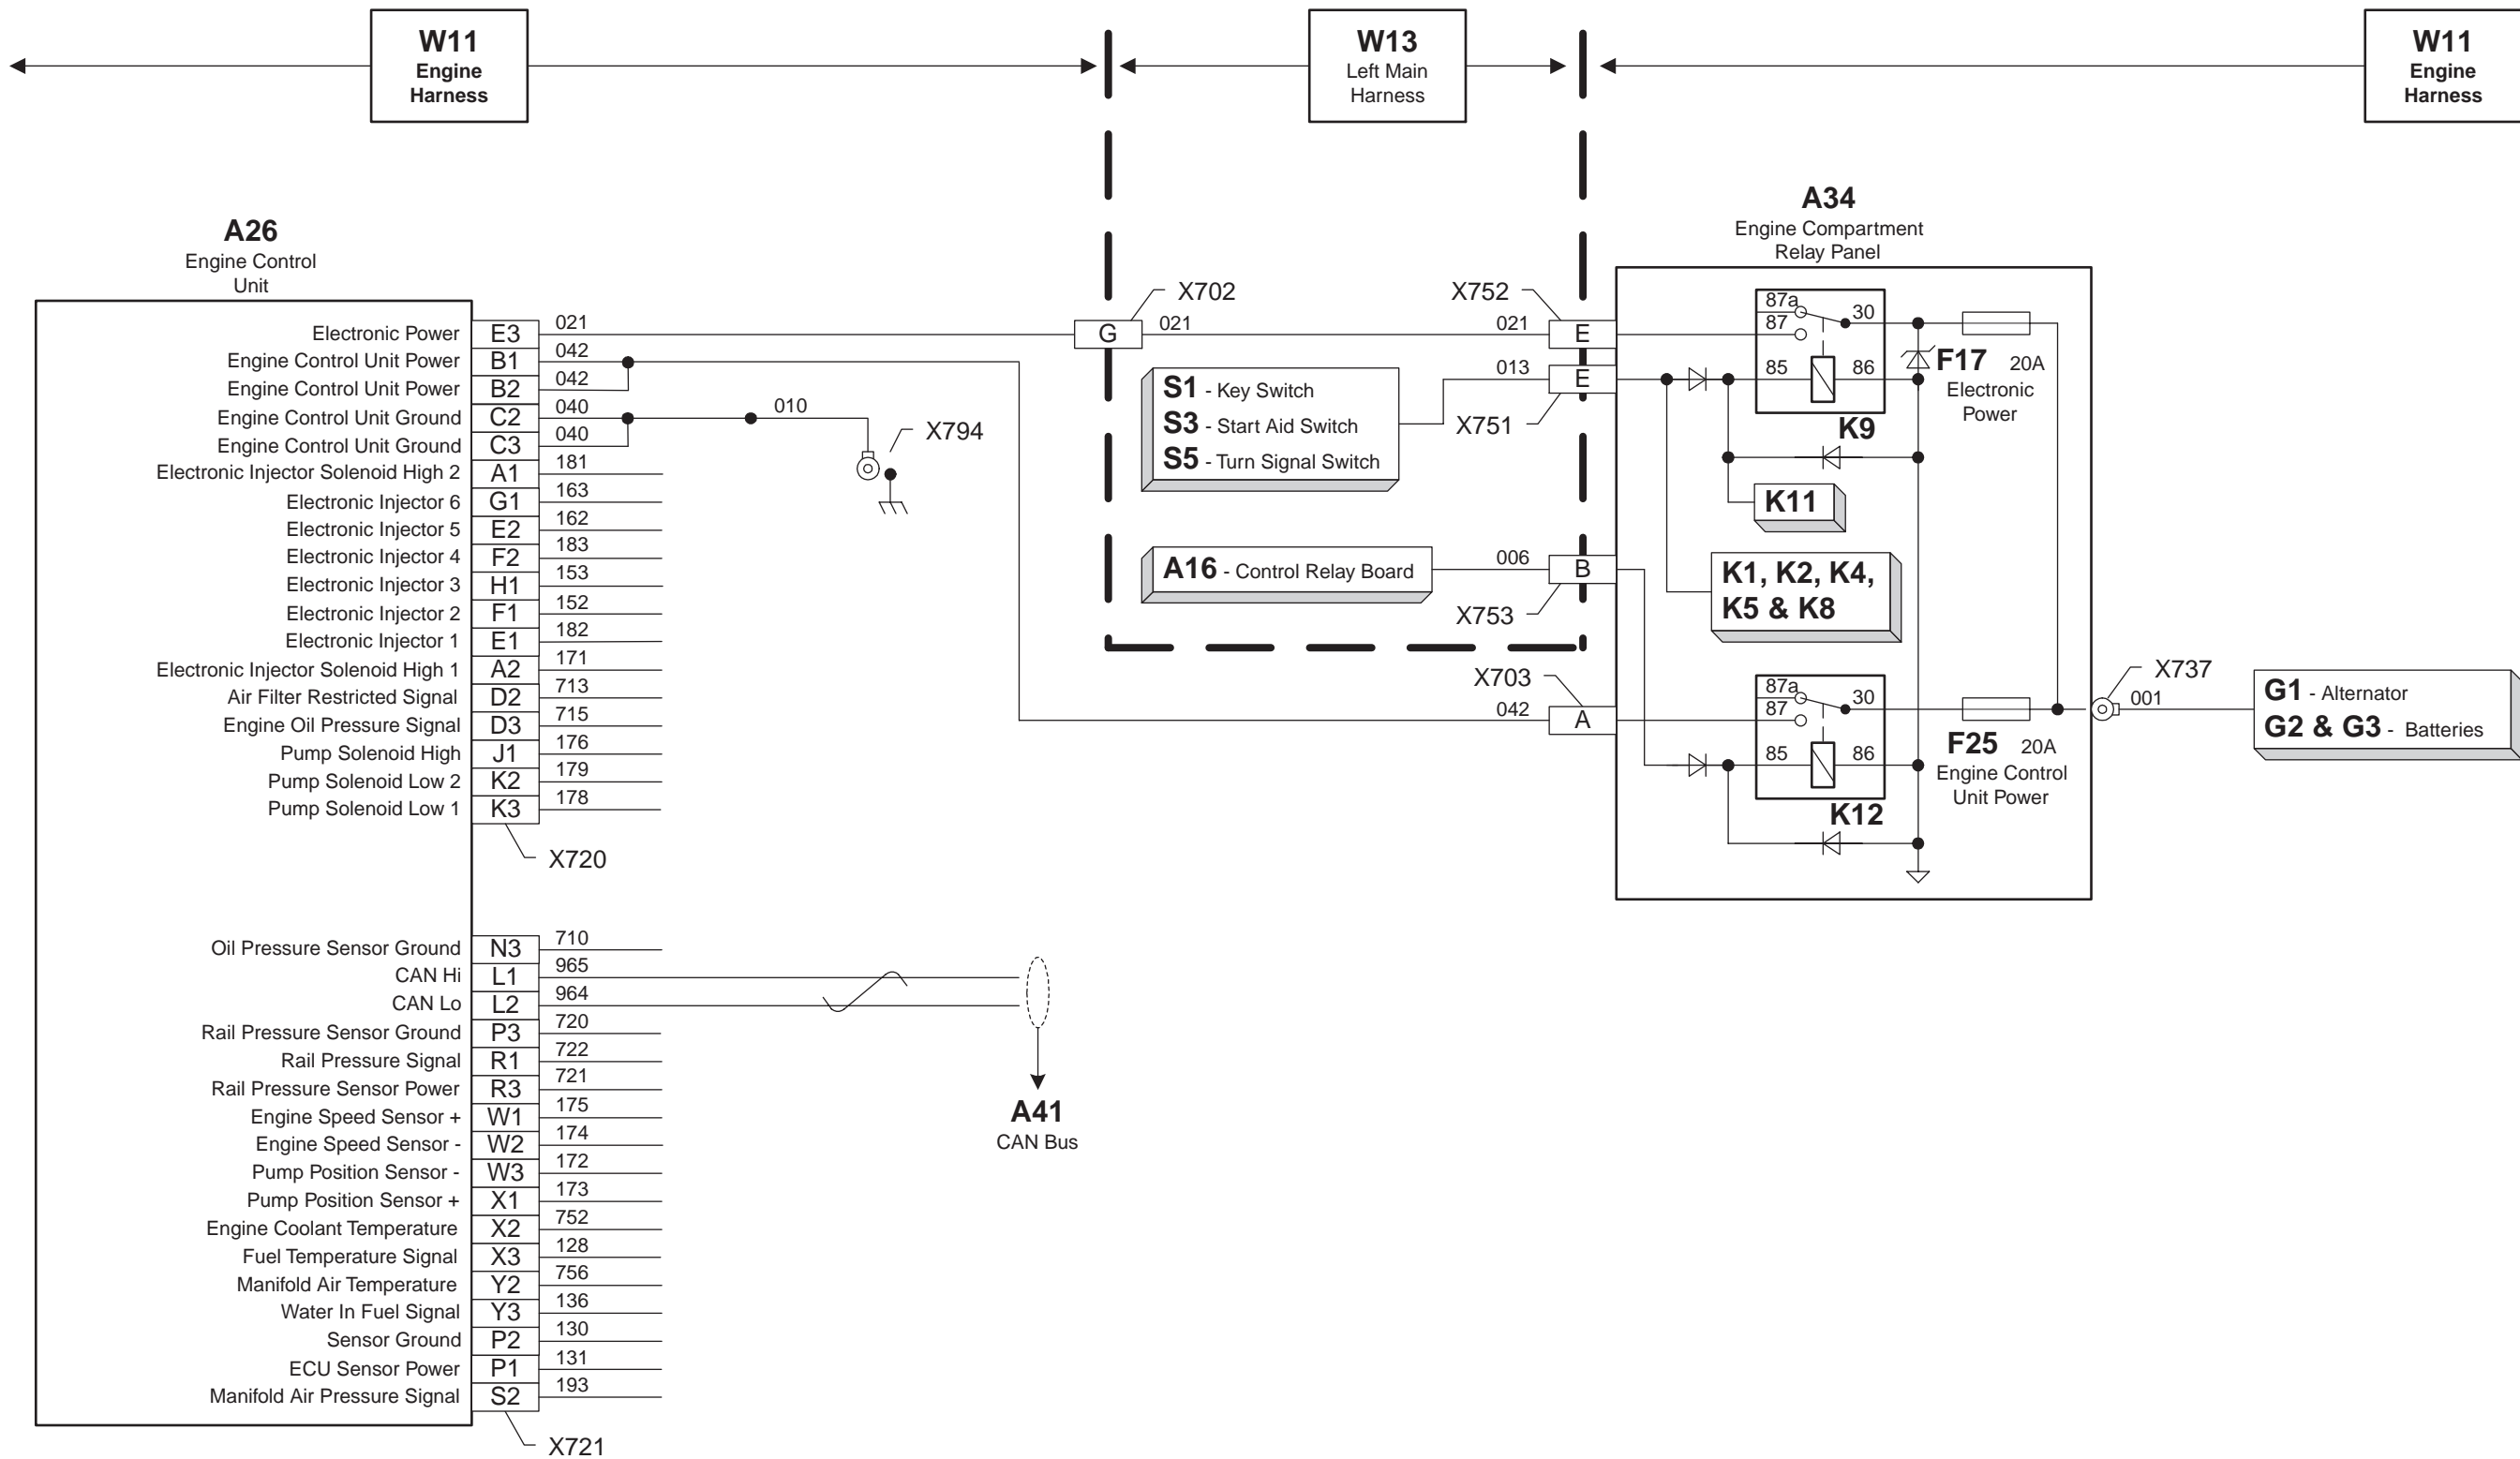 W11
Engine
Harness
W13
Left Main
Harness
W11
Engine
Harness
A26
Engine Control
Unit
Electronic Power E3 021
Engine Control Unit Power B1 042
Engine Control Unit Power B2 042
Engine Control Unit Ground C2 040
010
Engine Control Unit Ground C3 040
X794
Electronic Injector Solenoid High 2 A1 181
Electronic Injector 6 G1 163
Electronic Injector 5 E2 162
Electronic Injector 4 F2 183
Electronic Injector 3 H1 153
Electronic Injector 2 F1 152
Electronic Injector 1 E1 182
Electronic Injector Solenoid High 1 A2 171
Air Filter Restricted Signal D2 713
Engine Oil Pressure Signal D3 715
Pump Solenoid High J1 176
Pump Solenoid Low 2 K2 179
Pump Solenoid Low 1 K3 178
X720
Oil Pressure Sensor Ground N3 710
CAN Hi L1 965
CAN Lo L2 964
Rail Pressure Sensor Ground P3 720
Rail Pressure Signal R1 722
Rail Pressure Sensor Power R3 721
Engine Speed Sensor + W1 175
Engine Speed Sensor - W2 174
Pump Position Sensor - W3 172
Pump Position Sensor + X1 173
Engine Coolant Temperature X2 752
Fuel Temperature Signal X3 128
Manifold Air Temperature Y2 756
Water In Fuel Signal Y3 136
Sensor Ground P2 130
ECU Sensor Power P1 131
Manifold Air Pressure Signal S2 193
X721
A41
CAN Bus
X702
G 021
X752
021 E
013 E
X751
S1 - Key Switch
S3 - Start Aid Switch
S5 - Turn Signal Switch
A16 - Control Relay Board
006 B
X753
X703
042 A
A34
Engine Compartment
Relay Panel
87a
87 30
85 86
K9
F17 20A
Electronic
Power
K11
K1, K2, K4,
K5 & K8
87a
87 30
85 86
K12
F25 20A
Engine Control
Unit Power
X737
001
G1 - Alternator
G2 & G3 - Batteries